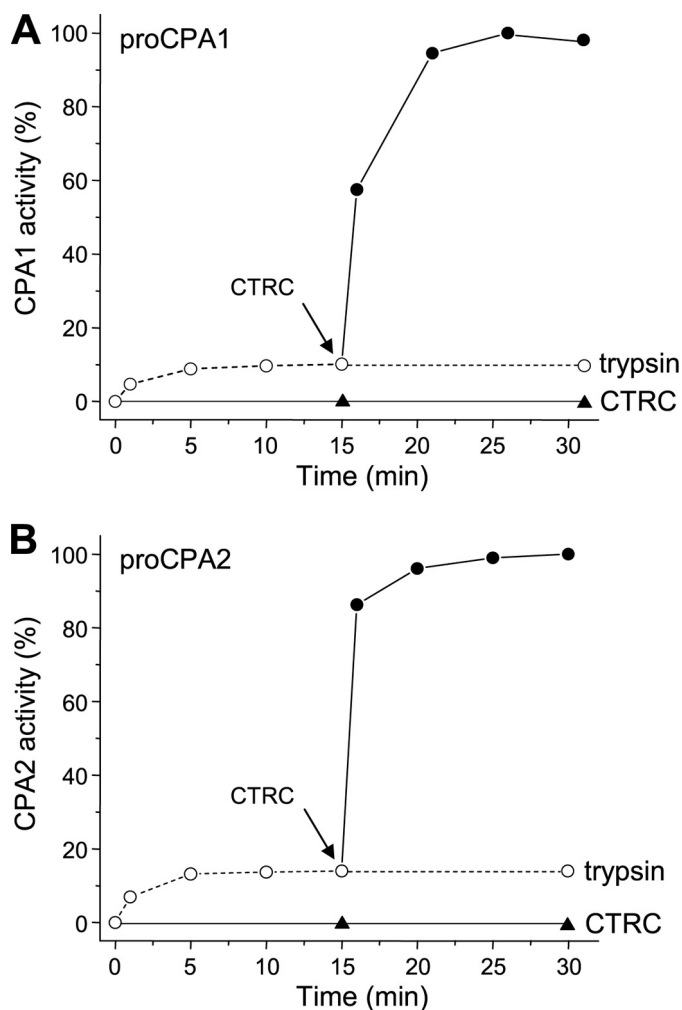 A
proCPA1
CPA1 activity (%)
100
80
60
40
20
0
CTRC
trypsin
CTRC
0 5 10 15 20 25 30
Time (min)
B
proCPA2
CPA2 activity (%)
100
80
60
40
20
0
CTRC
trypsin
CTRC
0 5 10 15 20 25 30
Time (min)